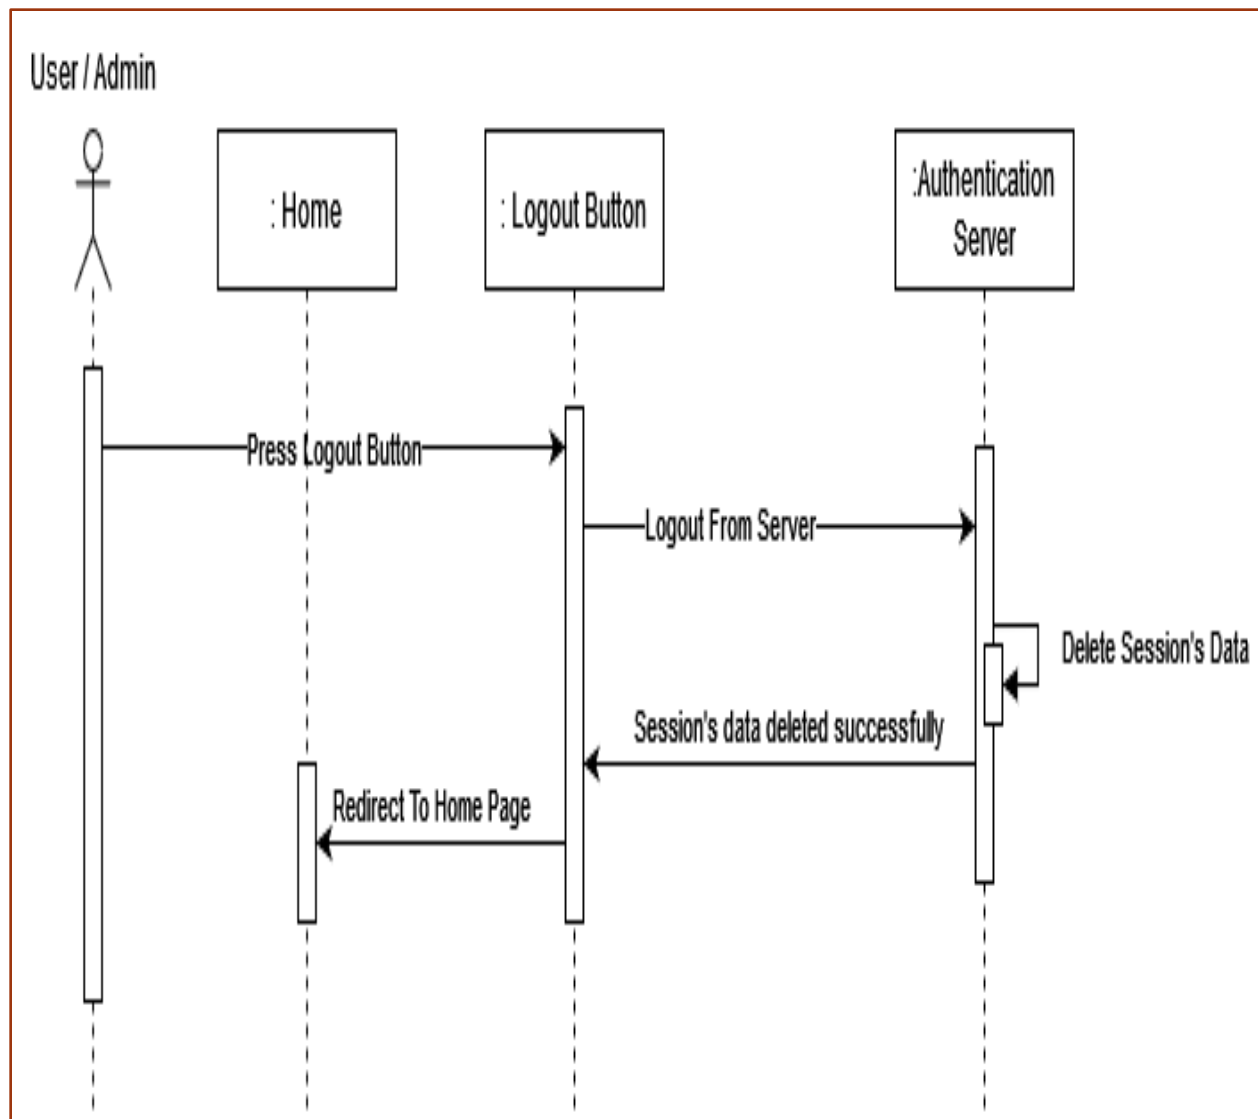 User / Admin
: Home
: Logout Button
:Authentication
Server
Press Logout Button
Logout From Server
Delete Session's Data
Session's data deleted successfully
Redirect To Home Page